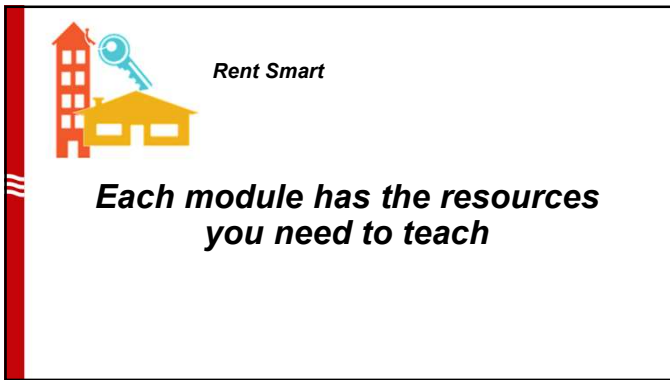 Rent Smart
Each module has the resources
you need to teach